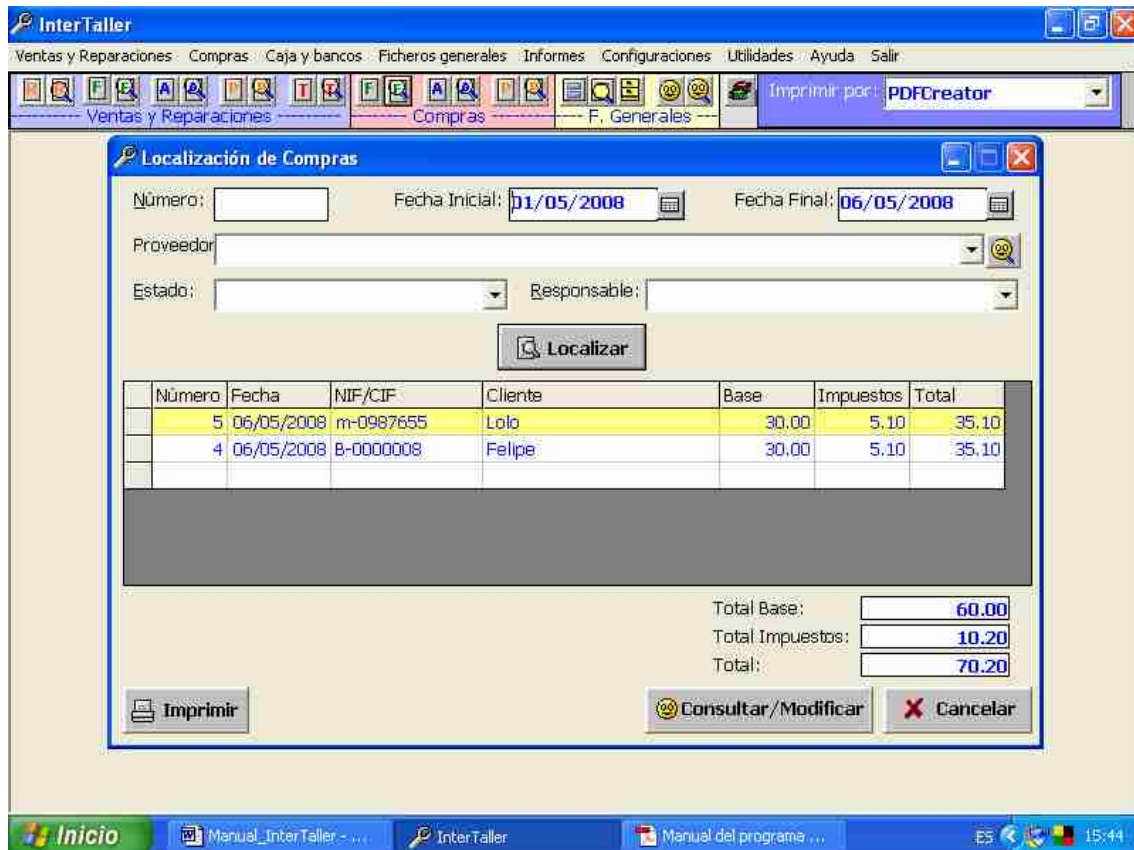 InterTaller
Ventas y Reparaciones Compras Caja y bancos Ficheros generales Informes Configuraciones Utilidades Ayuda Salir
R F E A A P T T F E A A P Imprimir por: PDFCreator
---------- Ventas y Reparaciones --------- -------- Compras ----------- --- F. Generales ---
Localización de Compras
Número: Fecha Inicial: 01/05/2008 Fecha Final: 06/05/2008
Proveedor
Estado: Responsable:
Localizar
Número Fecha NIF/CIF Cliente Base Impuestos Total
5 06/05/2008 m-0987655 Lolo 30.00 5.10 35.10
4 06/05/2008 B-0000008 Felipe 30.00 5.10 35.10
Total Base: 60.00
Total Impuestos: 10.20
Total: 70.20
Imprimir Consultar/Modificar Cancelar
Inicio Manual_InterTaller - ... InterTaller Manual del programa ... ES 15:44